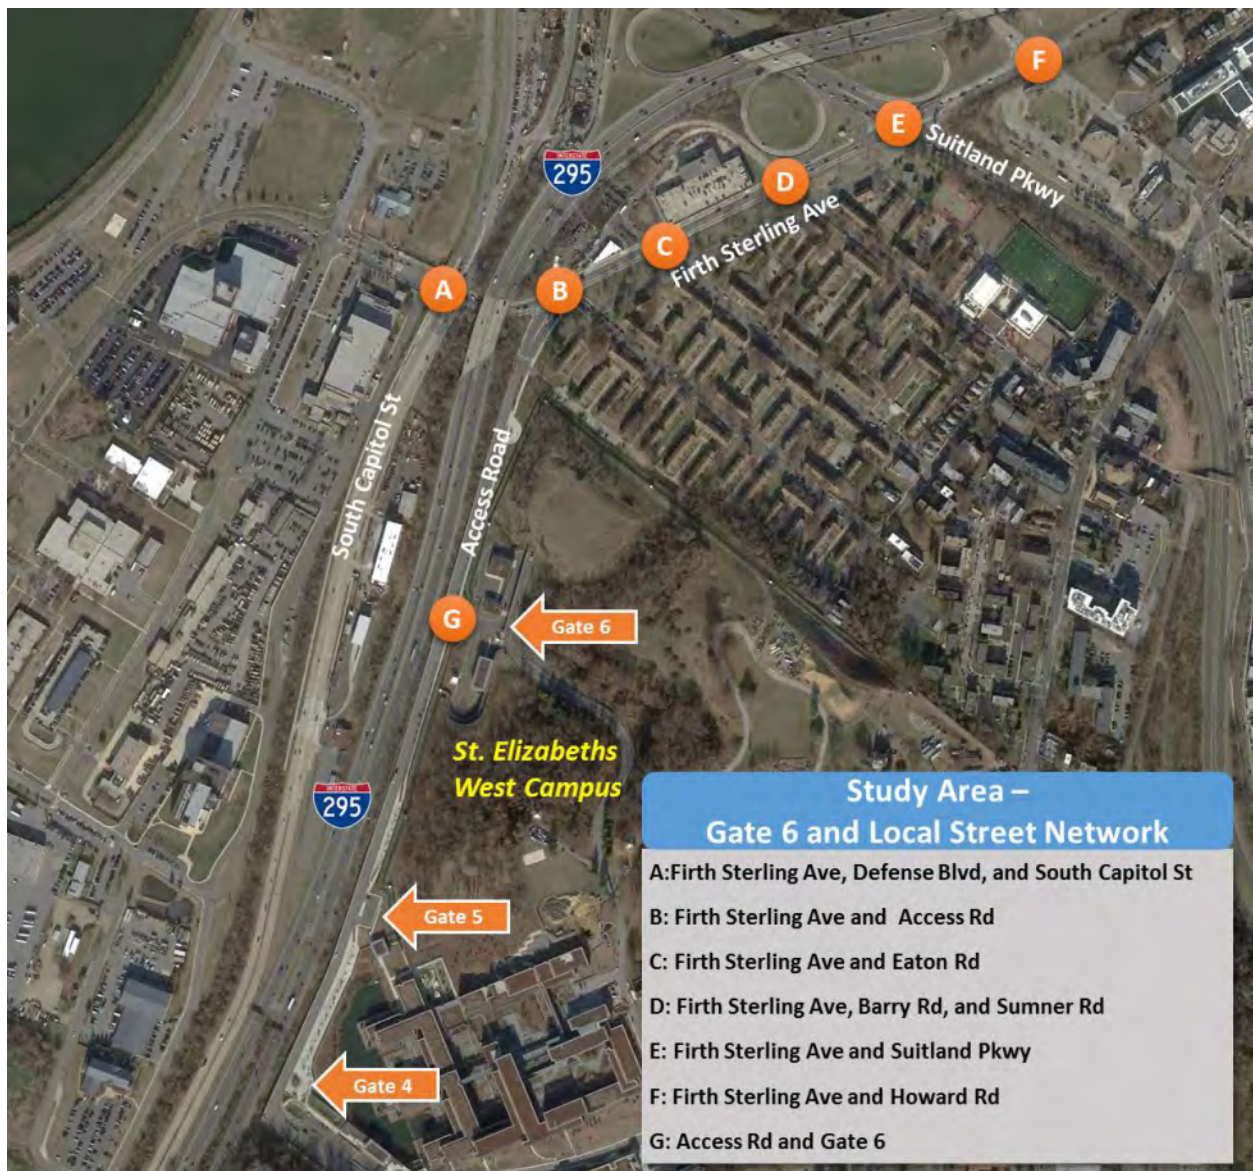 F
E
Suitland Pkwy
INTERSTATE
295
D
C
Firth Sterling Ave
A
B
South Capitol St
Access Road
G
Gate 6
St. Elizabeths
West Campus
INTERSTATE
295
Gate 5
Gate 4
Study Area –
Gate 6 and Local Street Network
A:Firth Sterling Ave, Defense Blvd, and South Capitol St
B: Firth Sterling Ave and Access Rd
C: Firth Sterling Ave and Eaton Rd
D: Firth Sterling Ave, Barry Rd, and Sumner Rd
E: Firth Sterling Ave and Suitland Pkwy
F: Firth Sterling Ave and Howard Rd
G: Access Rd and Gate 6